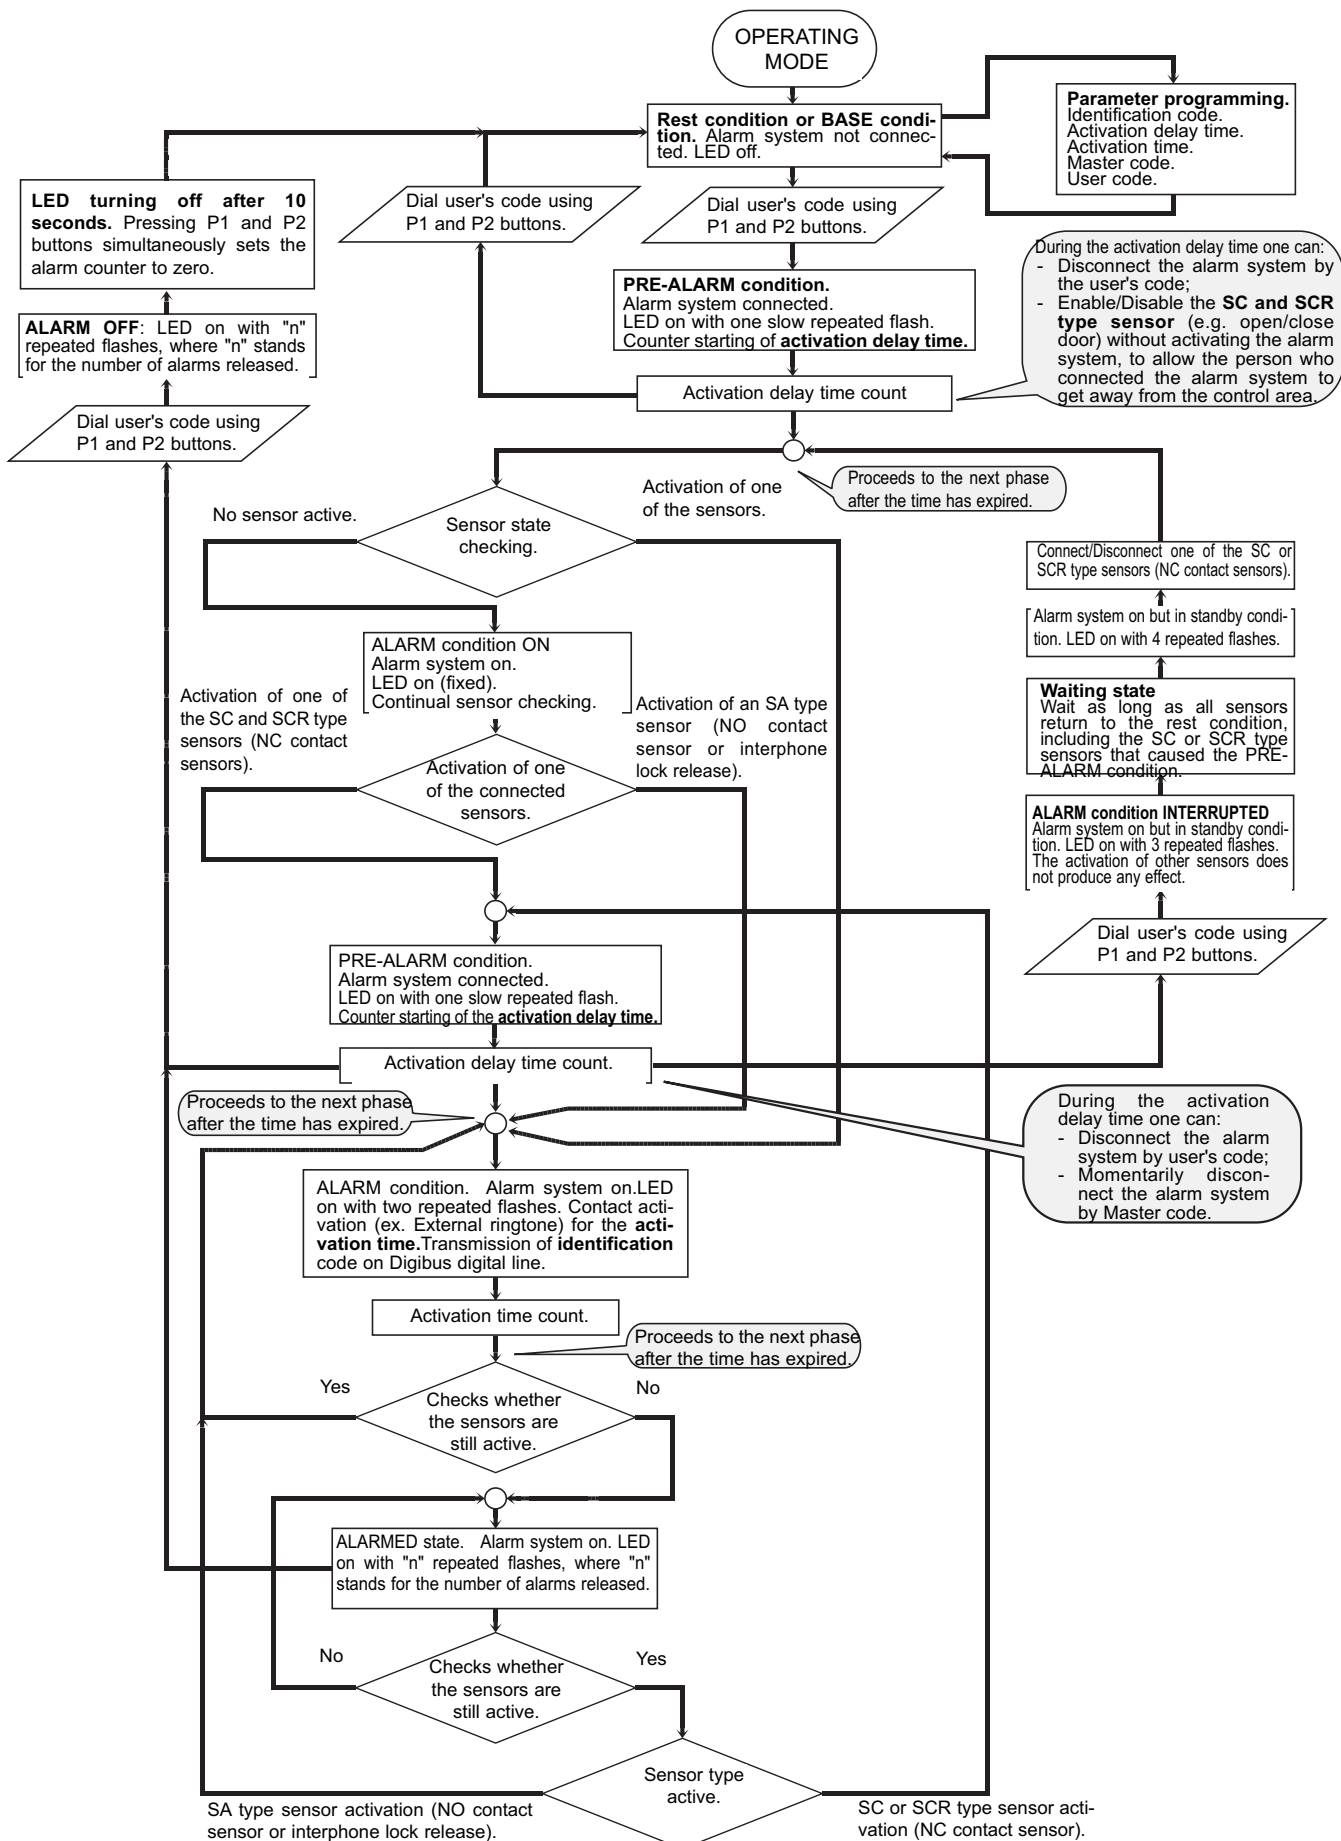 OPERATING
MODE
Rest condition or BASE condi-
tion. Alarm system not connec-
ted. LED off.
Parameter programming.
Identification code.
Activation delay time.
Activation time.
Master code.
User code.
LED turning off after 10
seconds. Pressing P1 and P2
buttons simultaneously sets the
alarm counter to zero.
Dial user's code using
P1 and P2 buttons.
Dial user's code using
P1 and P2 buttons.
During the activation delay time one can:
- Disconnect the alarm system by
the user's code;
- Enable/Disable the SC and SCR
type sensor (e.g. open/close
door) without activating the alarm
system, to allow the person who
connected the alarm system to
get away from the control area.
PRE-ALARM condition.
Alarm system connected.
LED on with one slow repeated flash.
Counter starting of activation delay time.
ALARM OFF: LED on with "n"
repeated flashes, where "n" stands
for the number of alarms released.
Activation delay time count
Dial user's code using
P1 and P2 buttons.
Proceeds to the next phase
after the time has expired.
No sensor active.
Sensor state
checking.
Activation of one
of the sensors.
Connect/Disconnect one of the SC or
SCR type sensors (NC contact sensors).
Alarm system on but in standby condi-
tion. LED on with 4 repeated flashes.
ALARM condition ON
Alarm system on.
LED on (fixed).
Continual sensor checking.
Activation of one of
the SC and SCR type
sensors (NC contact
sensors).
Activation of an SA type
sensor (NO contact
sensor or interphone
lock release).
Waiting state
Wait as long as all sensors
return to the rest condition,
including the SC or SCR type
sensors that caused the PRE-
ALARM condition.
Activation of one
of the connected
sensors.
ALARM condition INTERRUPTED
Alarm system on but in standby condi-
tion. LED on with 3 repeated flashes.
The activation of other sensors does
not produce any effect.
Dial user's code using
P1 and P2 buttons.
PRE-ALARM condition.
Alarm system connected.
LED on with one slow repeated flash.
Counter starting of the activation delay time.
Activation delay time count.
Proceeds to the next phase
after the time has expired.
During the activation
delay time one can:
- Disconnect the alarm
system by user's code;
- Momentarily discon-
nect the alarm system
by Master code.
ALARM condition. Alarm system on.LED
on with two repeated flashes. Contact acti-
vation (ex. External ringtone) for the acti-
vation time.Transmission of identification
code on Digibus digital line.
Activation time count.
Proceeds to the next phase
after the time has expired.
Yes
No
Checks whether
the sensors are
still active.
ALARMED state. Alarm system on. LED
on with "n" repeated flashes, where "n"
stands for the number of alarms released.
No
Yes
Checks whether
the sensors are
still active.
Sensor type
active.
SA type sensor activation (NO contact
sensor or interphone lock release).
SC or SCR type sensor acti-
vation (NC contact sensor).